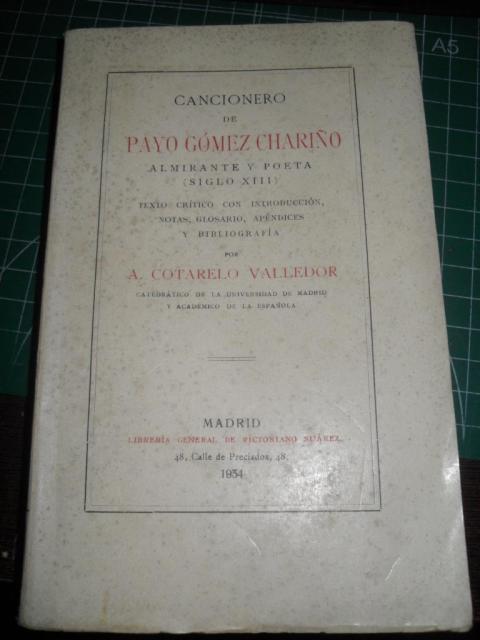 A5
CANCIONERO
DE
PAYO GÓMEZ CHARIÑO
ALMIRANTE Y POETA
(SIGLO XIII)
TEXTO CRÍTICO CON INTRODUCCIÓN,
NOTAS, GLOSARIO, APÉNDICES
Y BIBLIOGRAFÍA
POR
A. COTARELO VALLEDOR
CATEDRÁTICO DE LA UNIVERSIDAD DE MADRID
Y ACADÉMICO DE LA ESPAÑOLA
MADRID
LIBRERÍA GENERAL DE VICTORIANO SUÁREZ
48, Calle de Preciados, 48.
1934